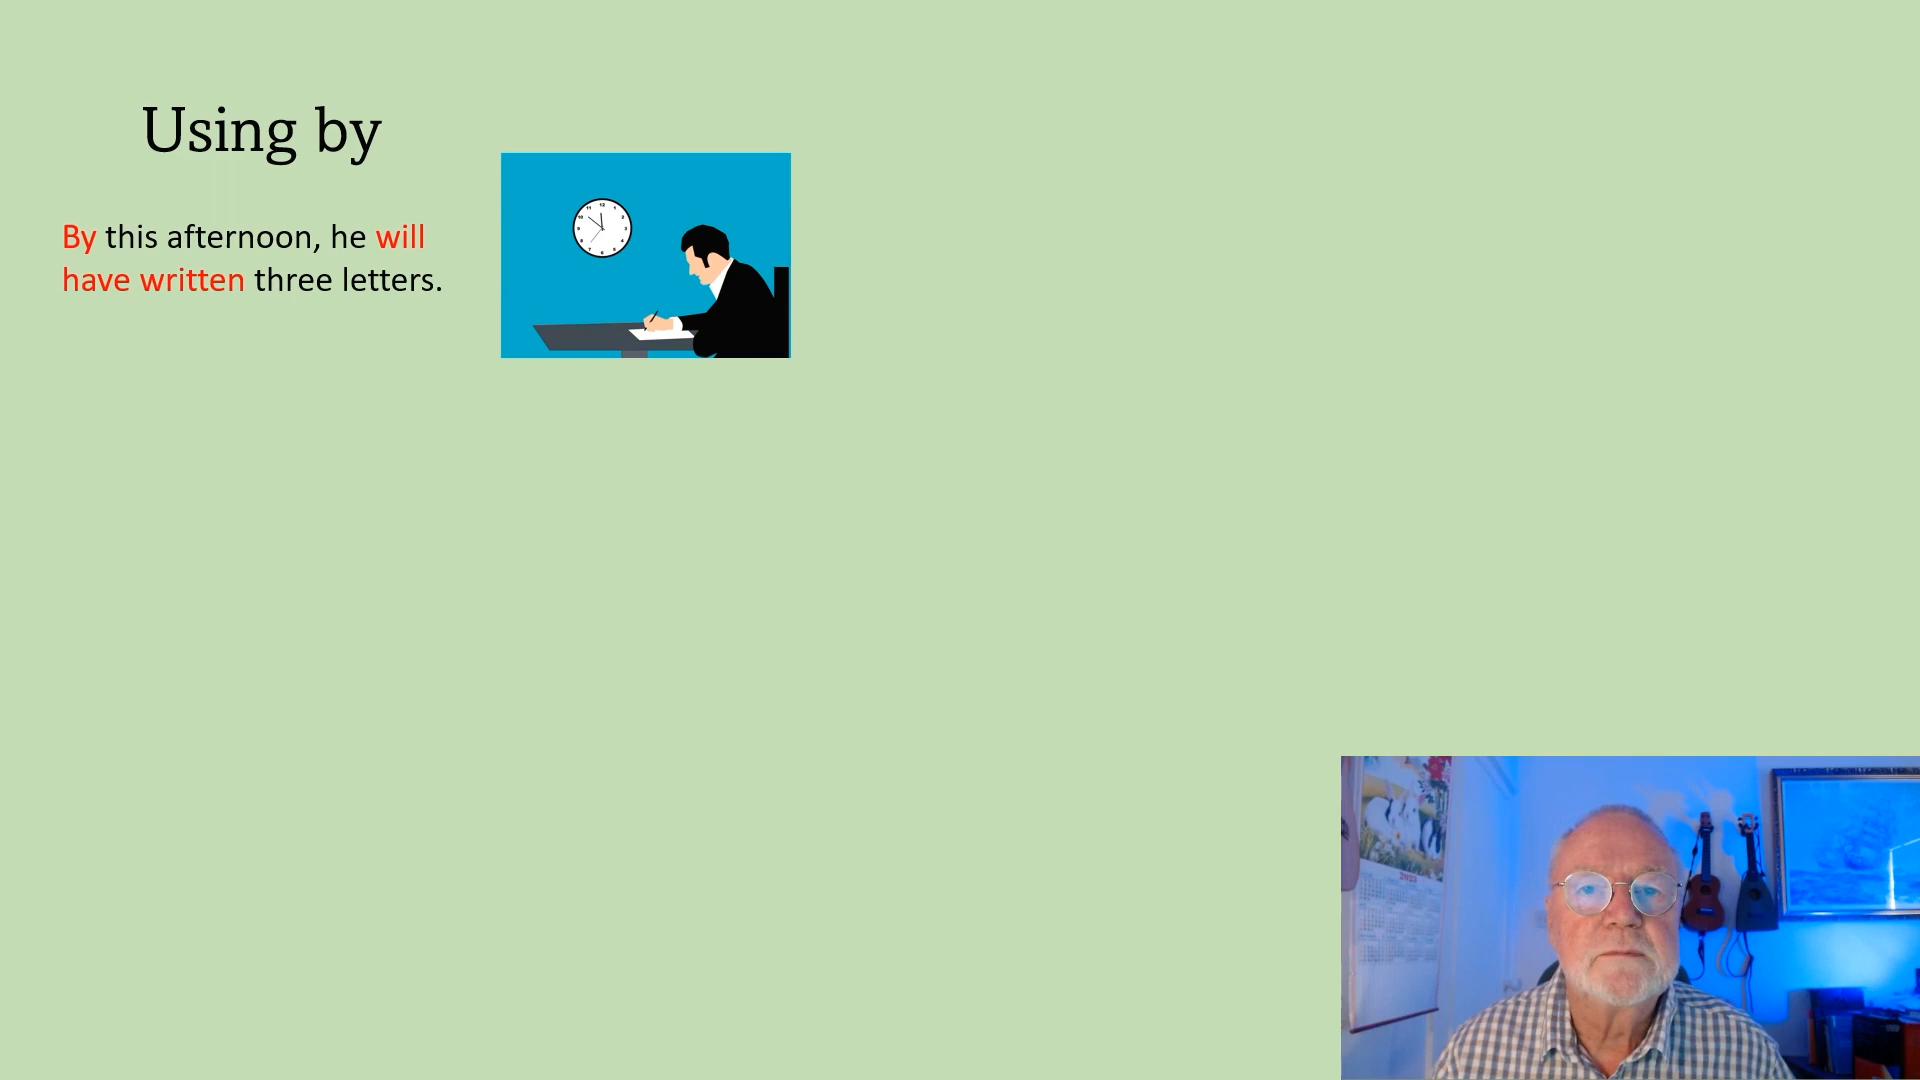 Using by
By this afternoon, he will
have written three letters.